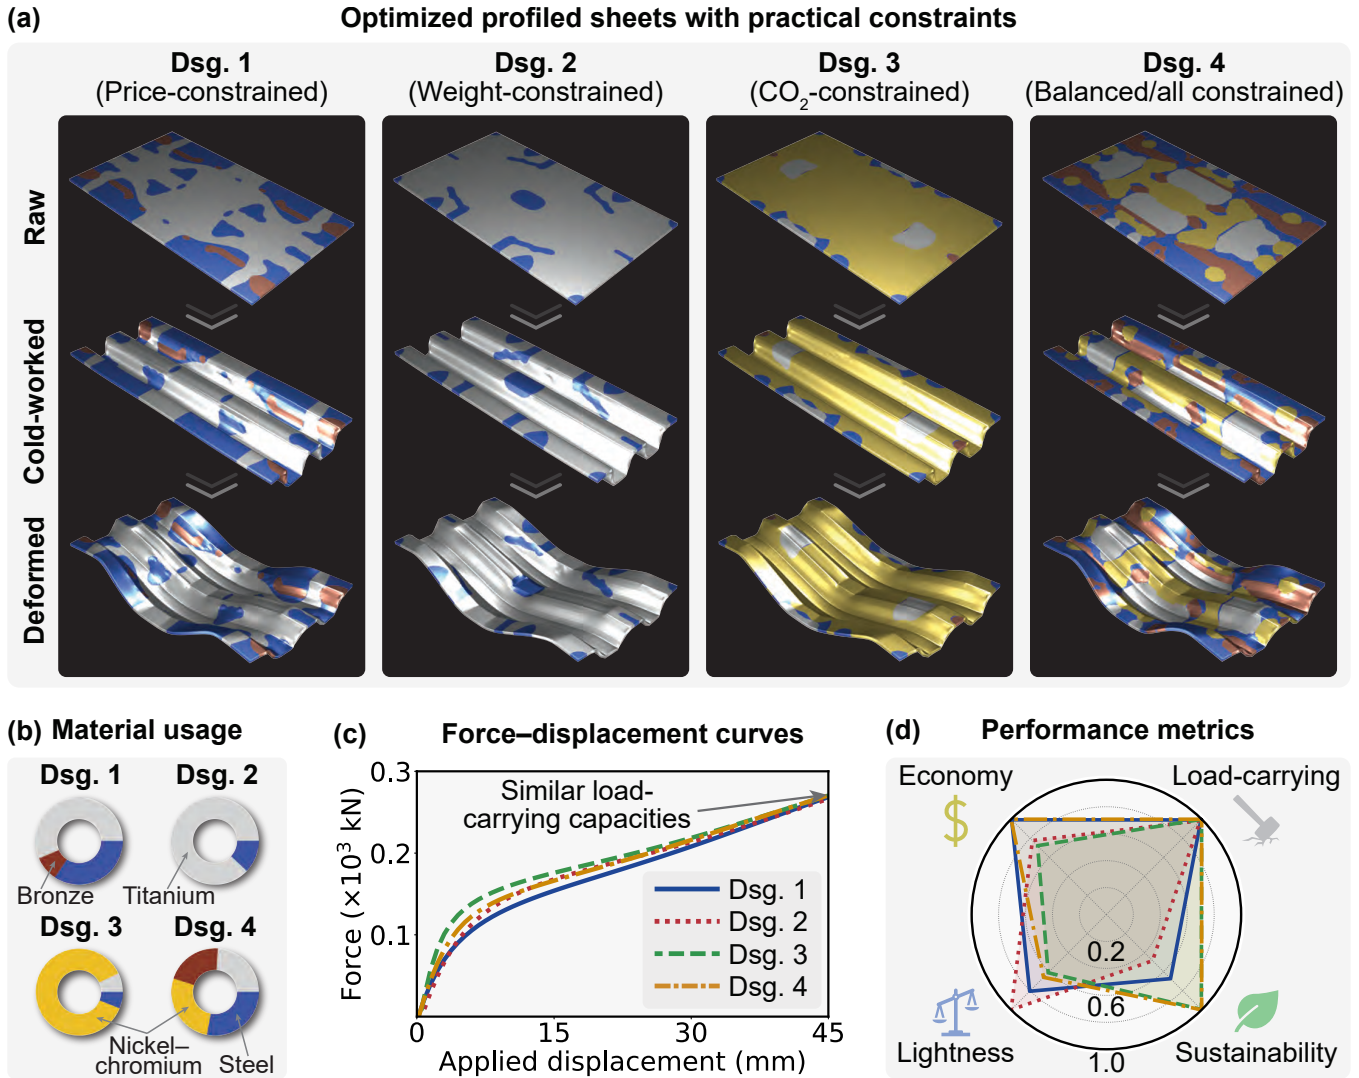 (a) Optimized profiled sheets with practical constraints
Dsg. 1 Dsg. 2 Dsg. 3 Dsg. 4
(Price-constrained) (Weight-constrained) (CO2-constrained) (Balanced/all constrained)
Raw
Cold-worked
Deformed
(b) Material usage
Dsg. 1 Dsg. 2
Bronze Titanium
Dsg. 3 Dsg. 4
Nickel–
chromium Steel
(c) Force–displacement curves
Force (×10³ kN)
0.3
0.2
0.1
Similar load-
carrying capacities
Dsg. 1
Dsg. 2
Dsg. 3
Dsg. 4
0 15 30 45
Applied displacement (mm)
(d) Performance metrics
Economy Load-carrying
$
0.2
0.6
1.0
Lightness Sustainability